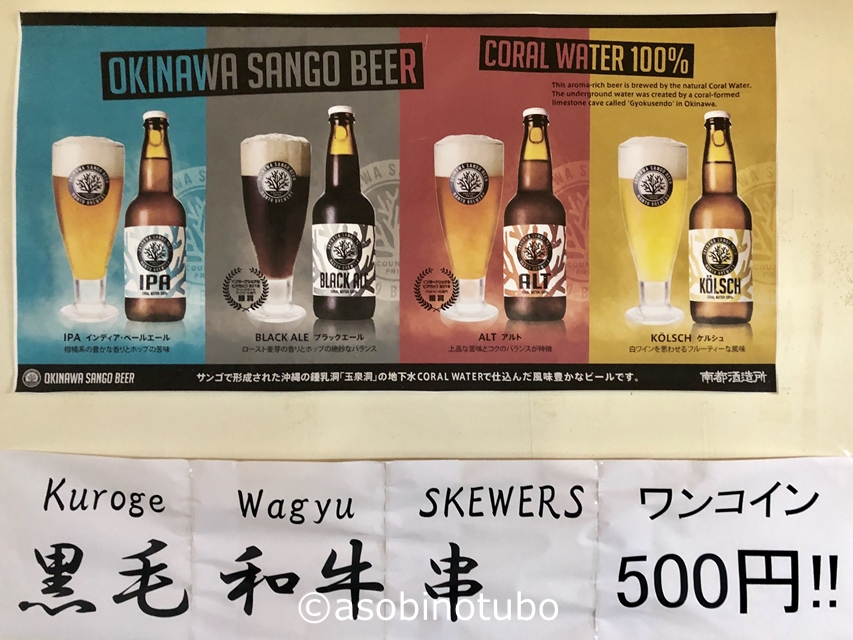 OKINAWA SANGO BEER
CORAL WATER 100%
This aroma-rich beer is brewed by the natural Coral Water.
The underground water was created by a coral-formed
limestone cave called 'Gyokusendo' in Okinawa.
IPA
BLACK ALE
ALT
KÖLSCH
IPA インディア・ペールエール
柑橘系の豊かな香りとホップの苦味
BLACK ALE ブラックエール
ロースト麦芽の香りとホップの絶妙なバランス
ALT アルト
上品な苦味とコクのバランスが特徴
KÖLSCH ケルシュ
白ワインを思わせるフルーティーな風味
OKINAWA SANGO BEER
サンゴで形成された沖縄の鍾乳洞「玉泉洞」の地下水CORAL WATERで仕込んだ風味豊かなビールです。
南都酒造所
Kuroge Wagyu SKEWERS ワンコイン
黒毛和牛串 500円!!
©asobinotubo